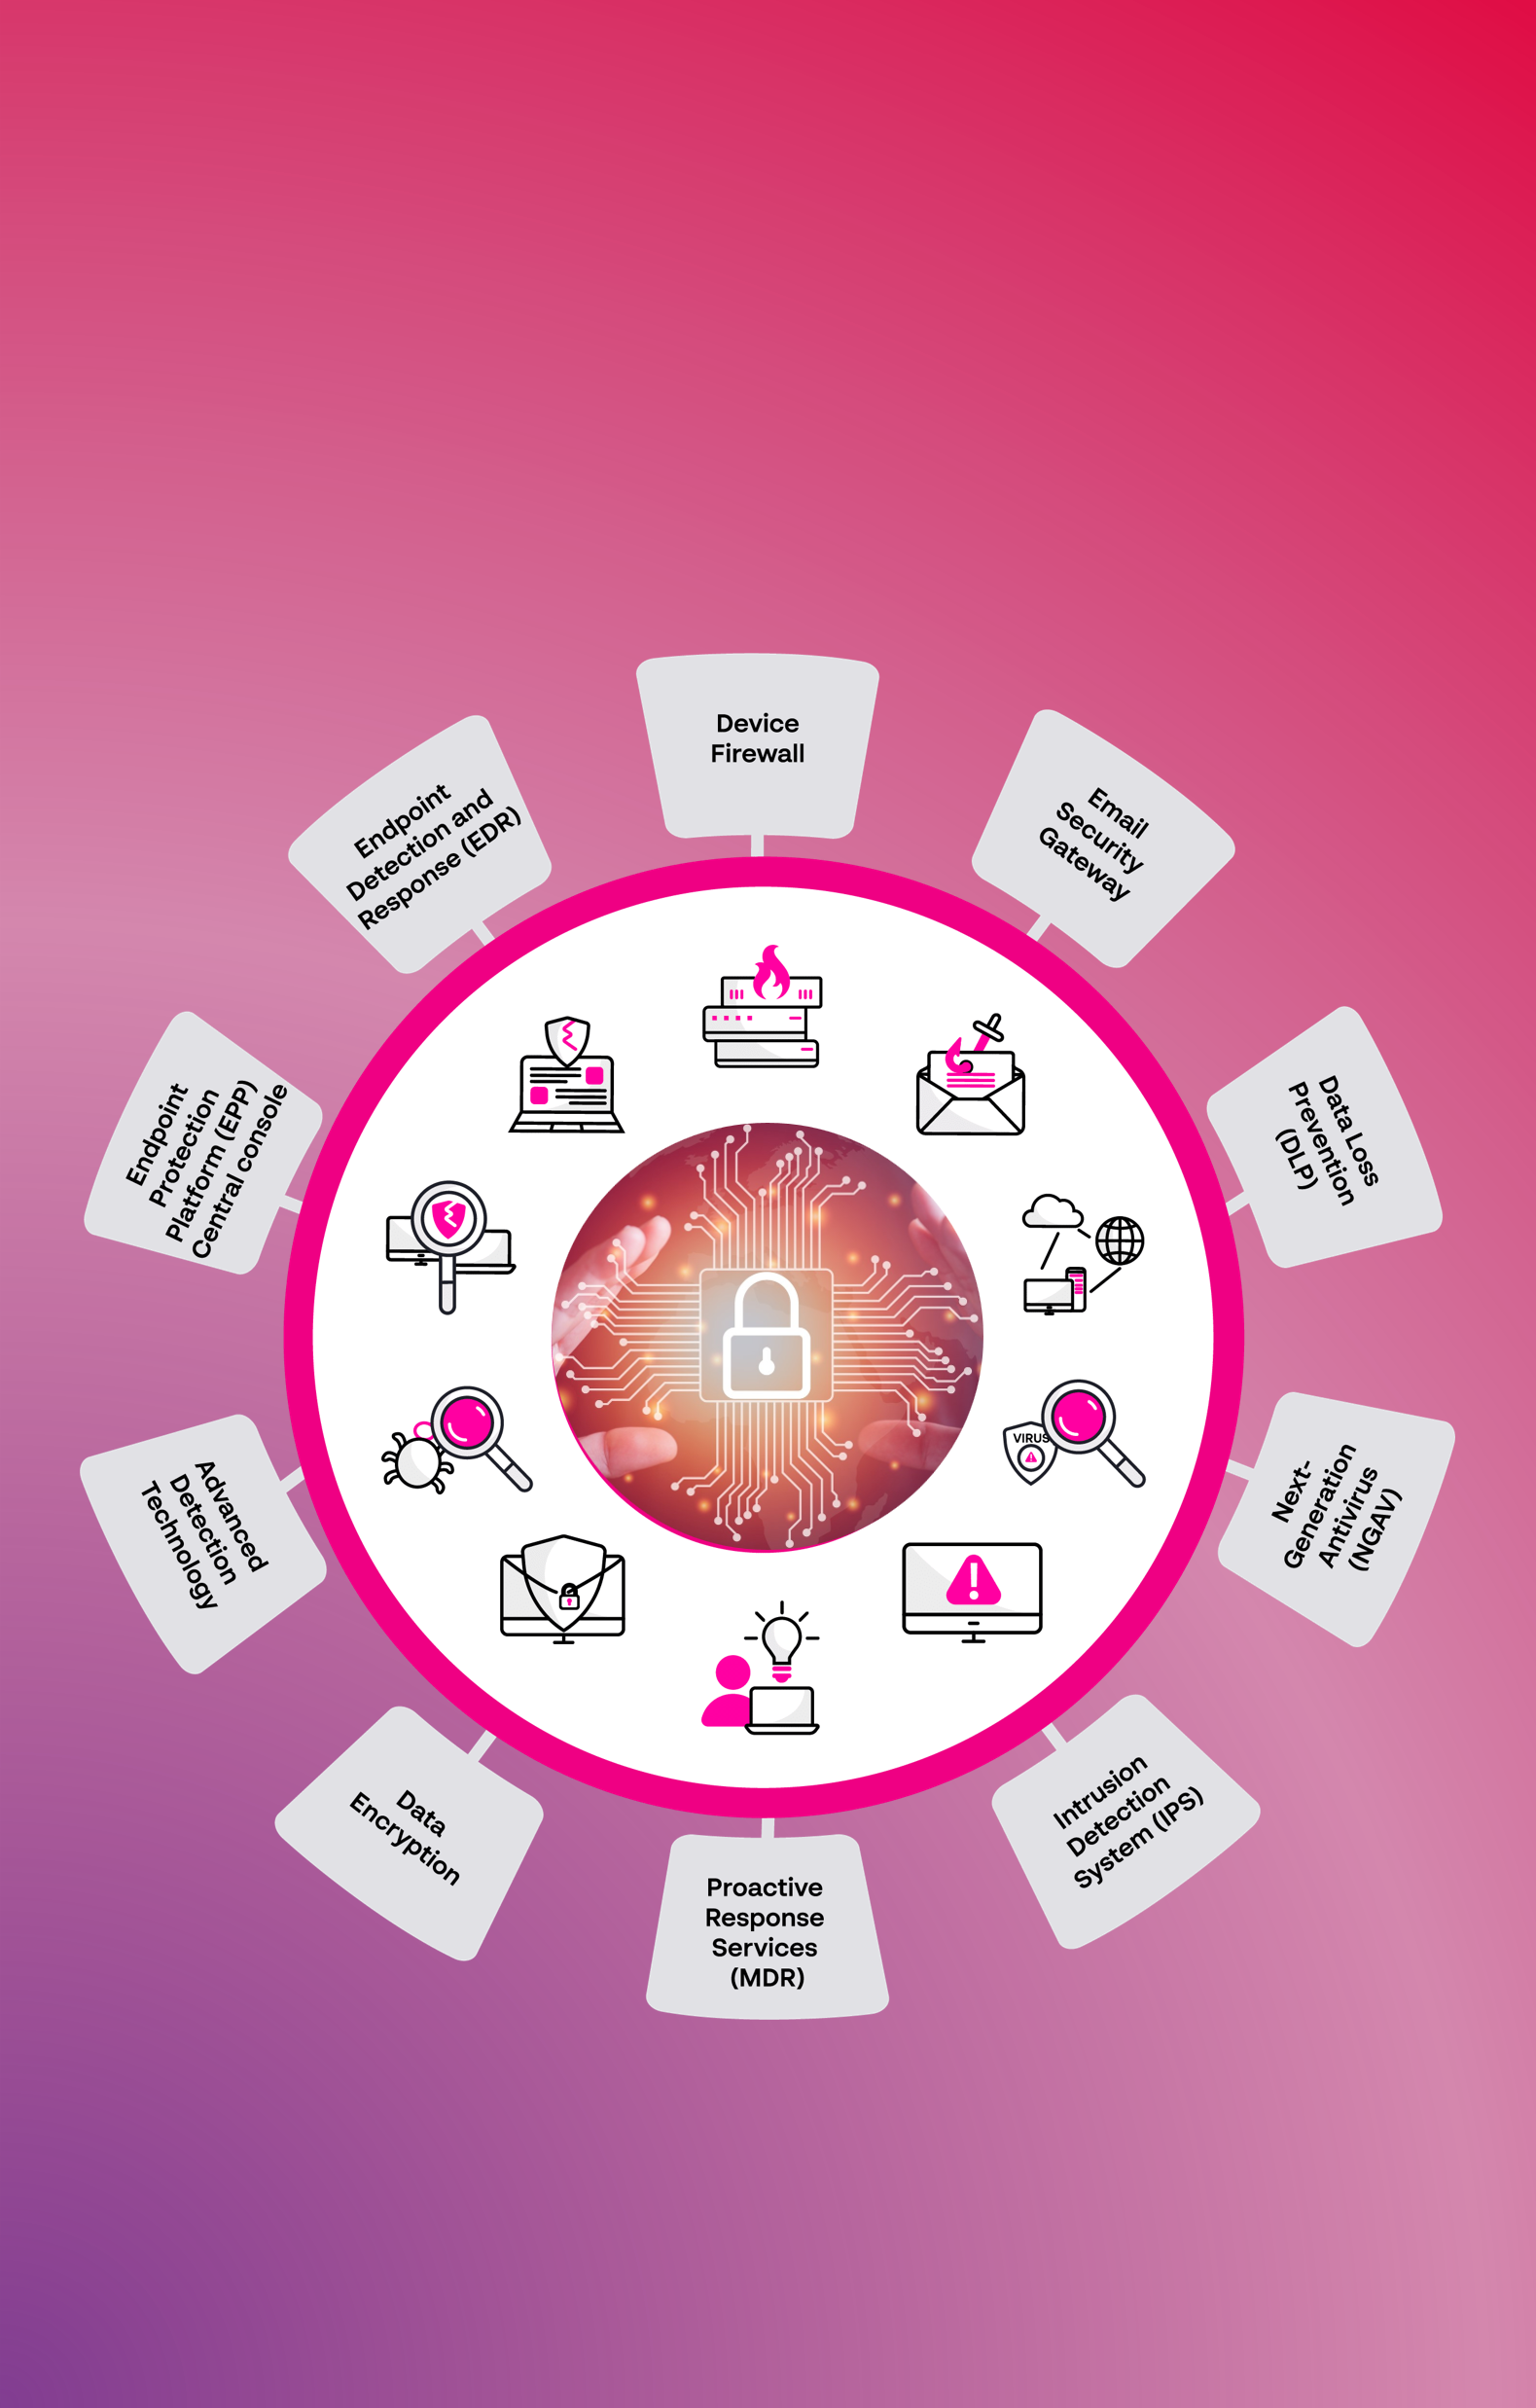 Device
Firewall
Email
Security
Gateway
Data Loss
Prevention
(DLP)
Next-
Generation
Antivirus
(NGAV)
Intrusion
Detection
System (IPS)
Proactive
Response
Services
(MDR)
Data
Encryption
Advanced
Detection
Technology
Endpoint
Protection
Platform (EPP)
Central console
Endpoint
Detection and
Response (EDR)
VIRUS